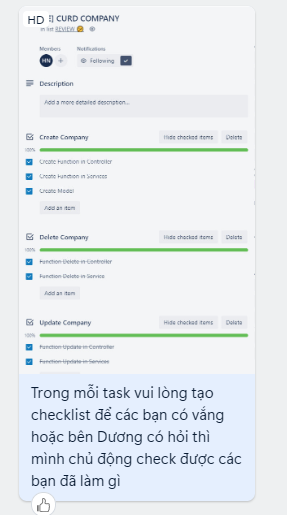 HD
] CURD COMPANY
in list REVIEW
Members
Notifications
HN
+
Following
Description
Add a more detailed description...
Create Company
Hide checked items
Delete
100%
Create Function in Controller
Create Function in Services
Create Model
Add an item
Delete Company
Hide checked items
Delete
100%
Function Delete in Controller
Function Delete in Service
Add an item
Update Company
Hide checked items
Delete
100%
Function Update in Controller
Function Update in Services
Trong mỗi task vui lòng tạo
checklist để các bạn có vắng
hoặc bên Dương có hỏi thì
mình chủ động check được các
bạn đã làm gì